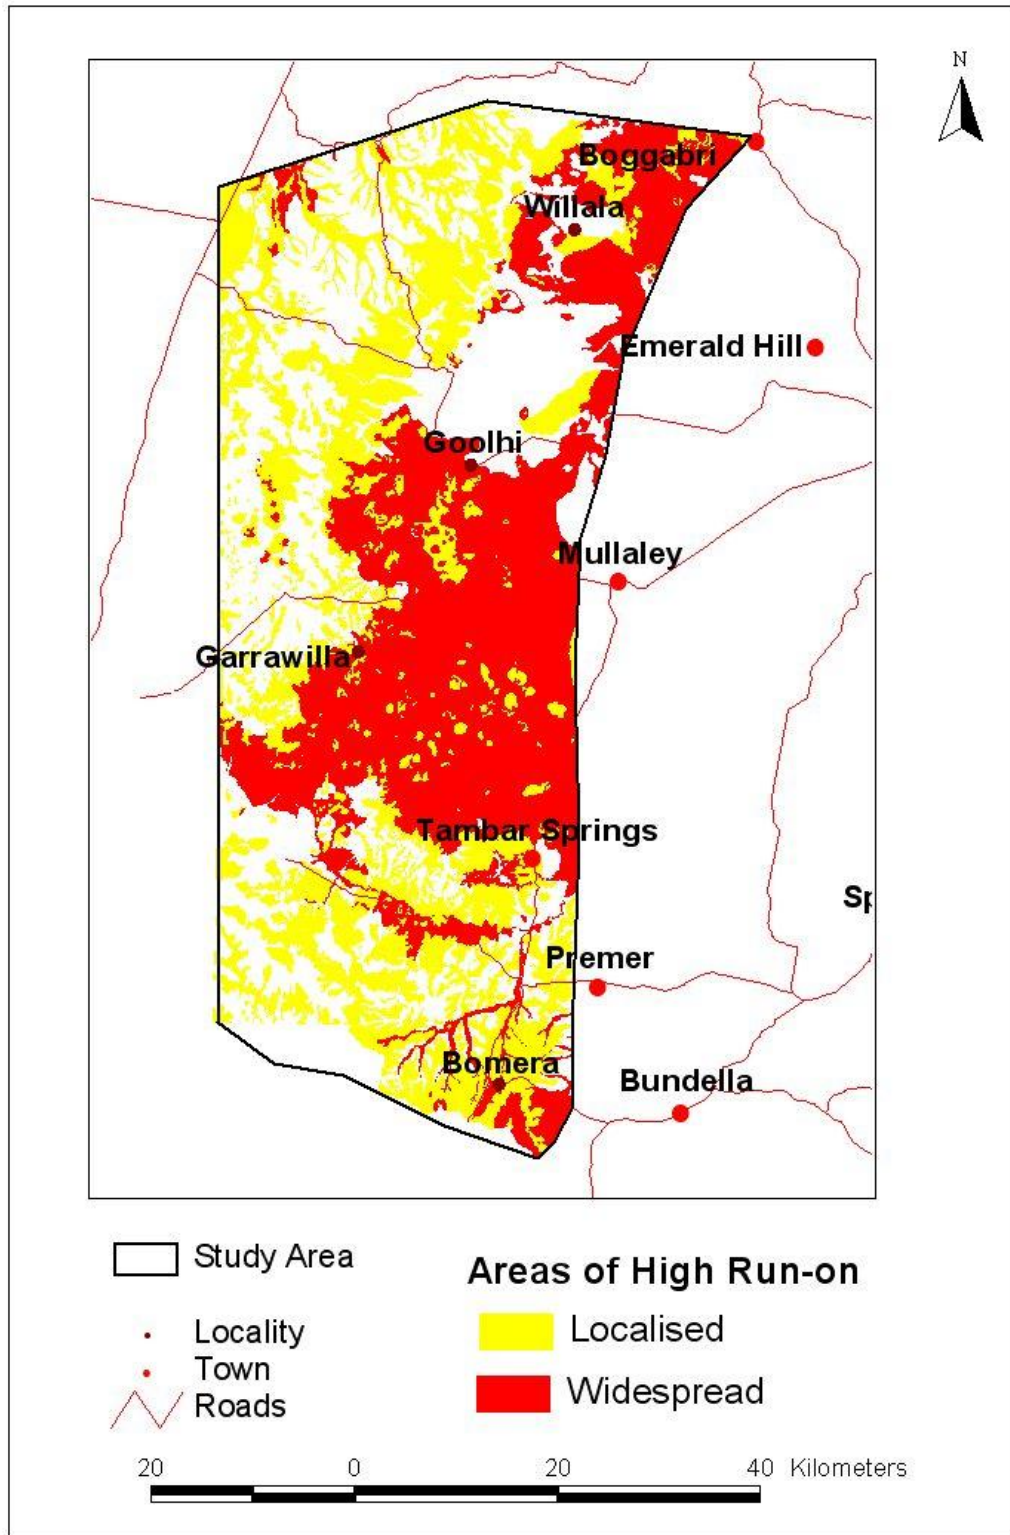 N
Boggabri
Willala
Emerald Hill
Goolhi
Mullaley
Garrawilla
Tambar Springs
Sp
Premer
Bomera
Bundella
Study Area
Areas of High Run-on
Locality
Localised
Town
Widespread
Roads
20 0 20 40 Kilometers